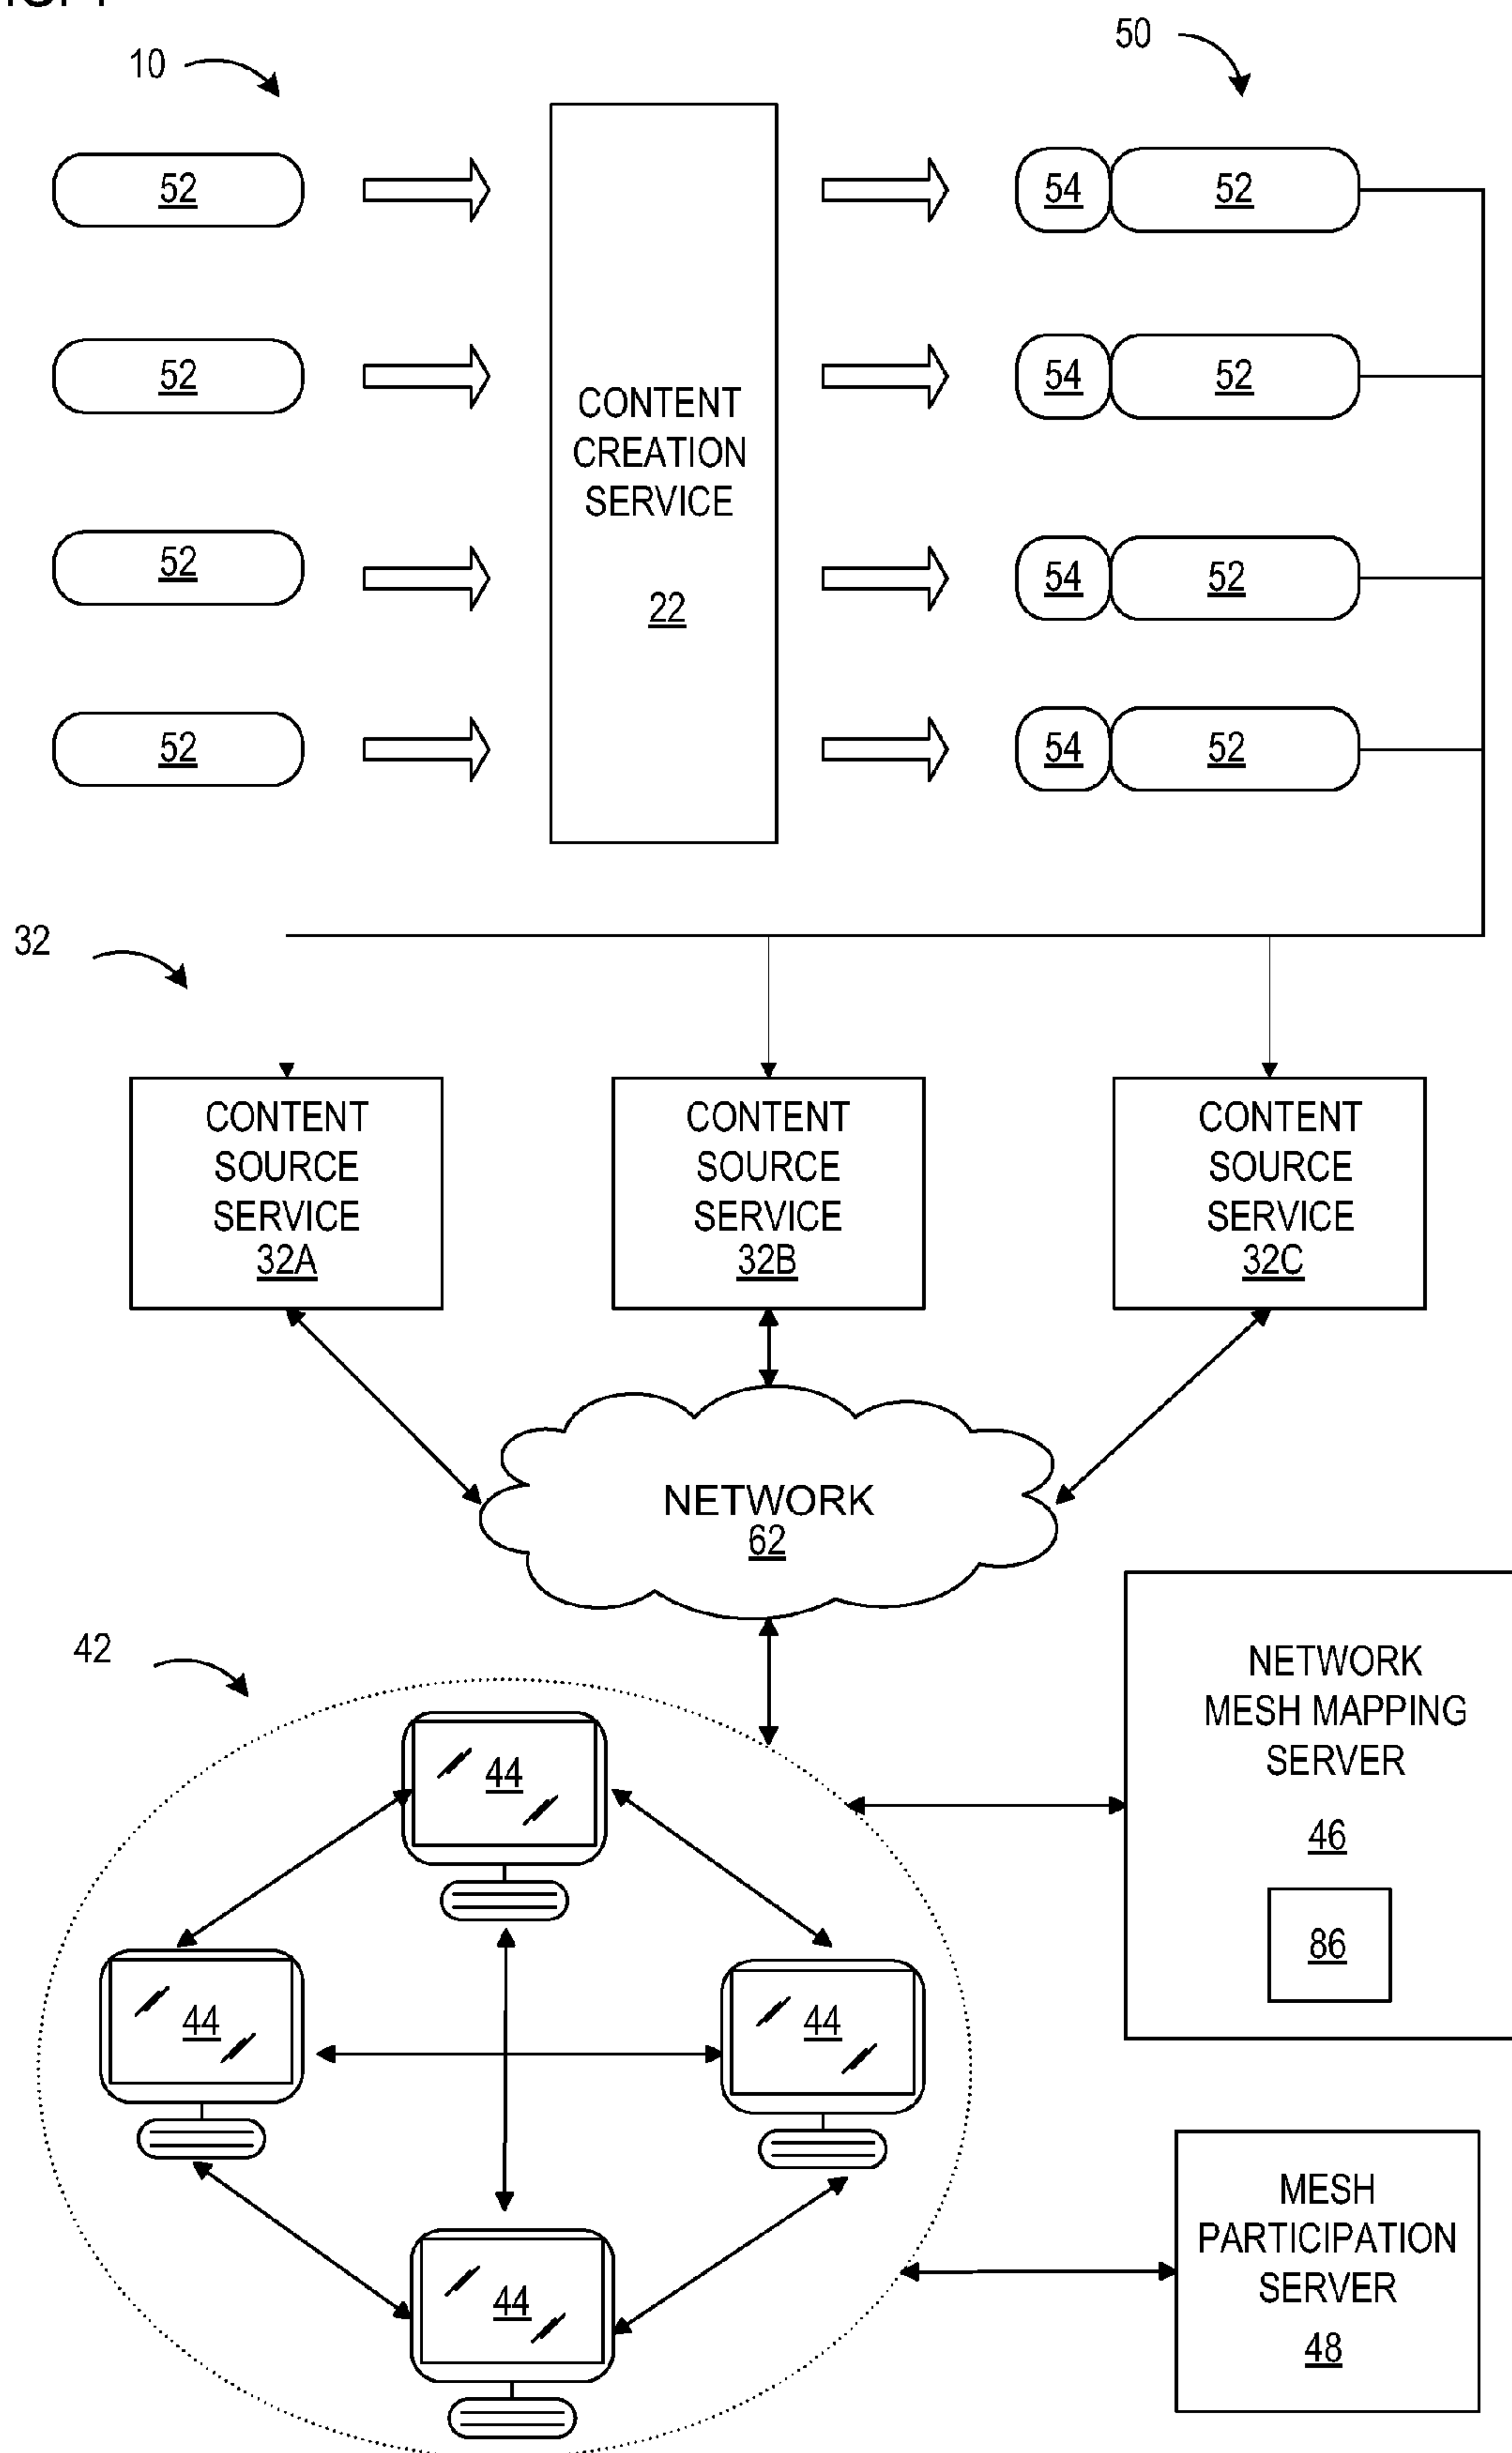 10
50
52
54 52
52
54 52
52
54 52
52
54 52
CONTENT
CREATION
SERVICE
22
32
CONTENT
SOURCE
SERVICE
32A
CONTENT
SOURCE
SERVICE
32B
CONTENT
SOURCE
SERVICE
32C
NETWORK
62
42
44
44
44
44
NETWORK
MESH MAPPING
SERVER
46
86
MESH
PARTICIPATION
SERVER
48